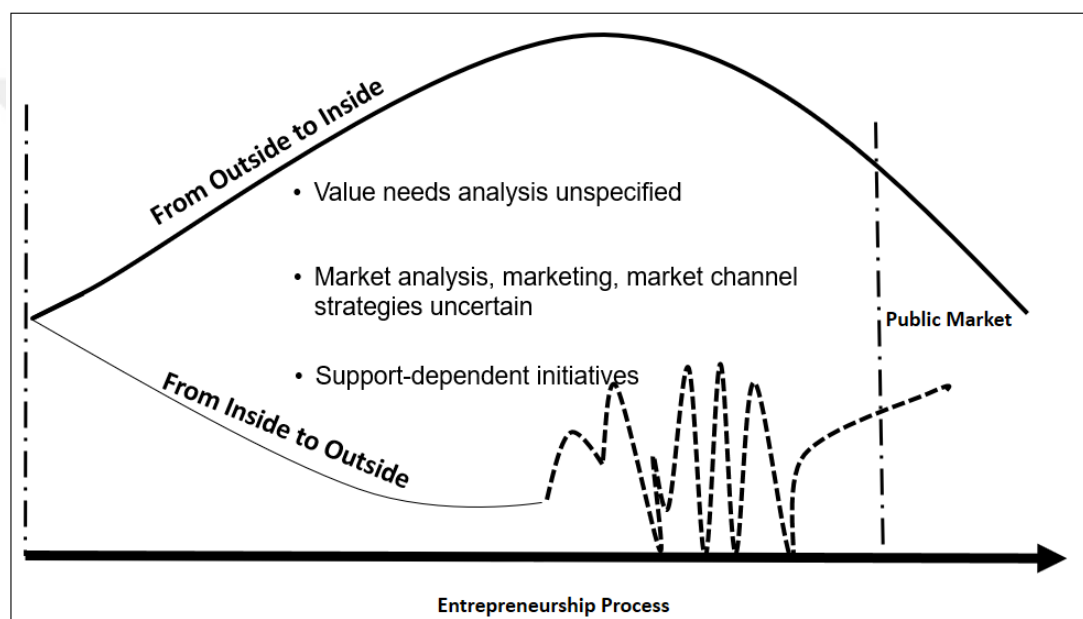 From Outside to Inside
• Value needs analysis unspecified
• Market analysis, marketing, market channel
strategies uncertain
Public Market
• Support-dependent initiatives
From Inside to Outside
Entrepreneurship Process